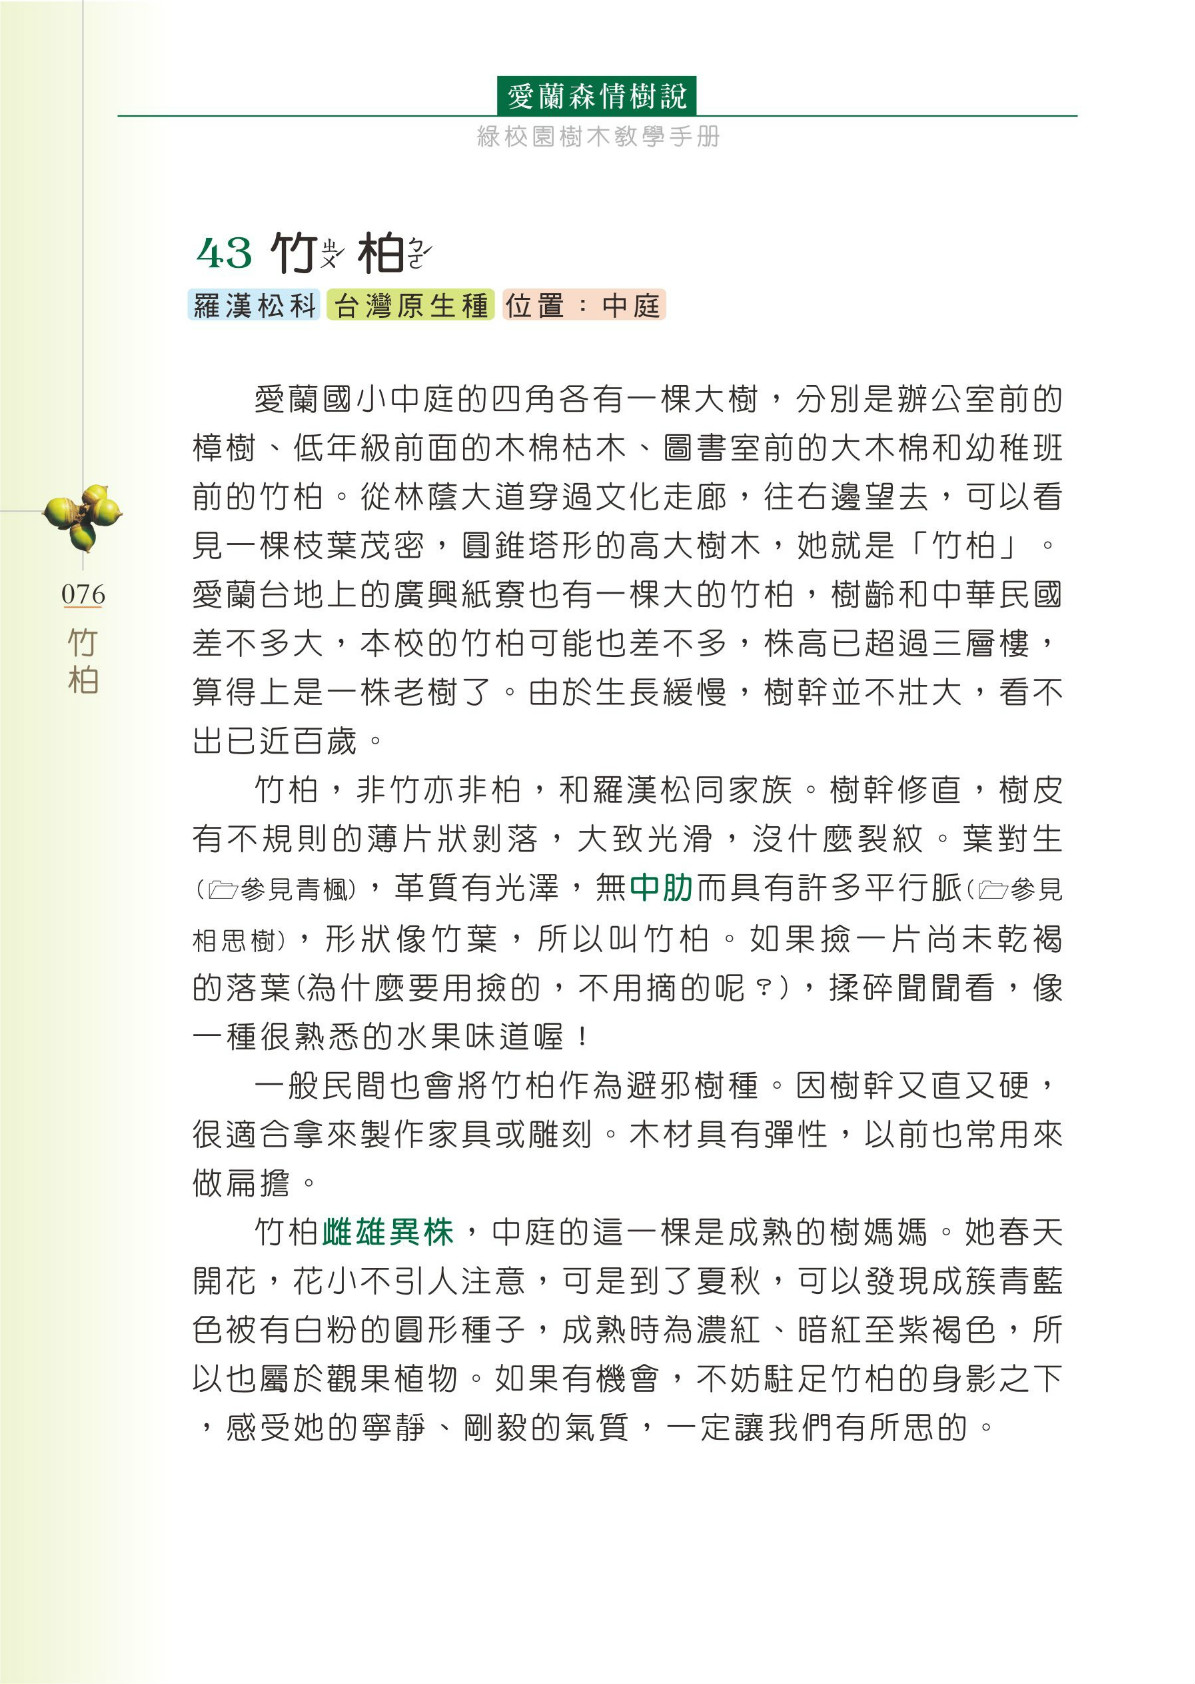 愛蘭森情樹說
綠校園樹木教學手册
43 竹ㄓㄨˊ 柏ㄅㄛˊ
羅漢松科 台灣原生種 位置：中庭
愛蘭國小中庭的四角各有一棵大樹，分別是辦公室前的
樟樹、低年級前面的木棉枯木、圖書室前的大木棉和幼稚班
前的竹柏。從林蔭大道穿過文化走廊，往右邊望去，可以看
見一棵枝葉茂密，圓錐塔形的高大樹木，她就是「竹柏」。
愛蘭台地上的廣興紙寮也有一棵大的竹柏，樹齡和中華民國
差不多大，本校的竹柏可能也差不多，株高已超過三層樓，
算得上是一株老樹了。由於生長緩慢，樹幹並不壯大，看不
出已近百歲。
竹柏，非竹亦非柏，和羅漢松同家族。樹幹修直，樹皮
有不規則的薄片狀剝落，大致光滑，沒什麼裂紋。葉對生
(參見青楓)，革質有光澤，無中肋而具有許多平行脈(參見
相思樹)，形狀像竹葉，所以叫竹柏。如果撿一片尚未乾褐
的落葉(為什麼要用撿的，不用摘的呢？)，揉碎聞聞看，像
一種很熟悉的水果味道喔！
一般民間也會將竹柏作為避邪樹種。因樹幹又直又硬，
很適合拿來製作家具或雕刻。木材具有彈性，以前也常用來
做扁擔。
竹柏雌雄異株，中庭的這一棵是成熟的樹媽媽。她春天
開花，花小不引人注意，可是到了夏秋，可以發現成簇青藍
色被有白粉的圓形種子，成熟時為濃紅、暗紅至紫褐色，所
以也屬於觀果植物。如果有機會，不妨駐足竹柏的身影之下
，感受她的寧靜、剛毅的氣質，一定讓我們有所思的。
076
竹柏